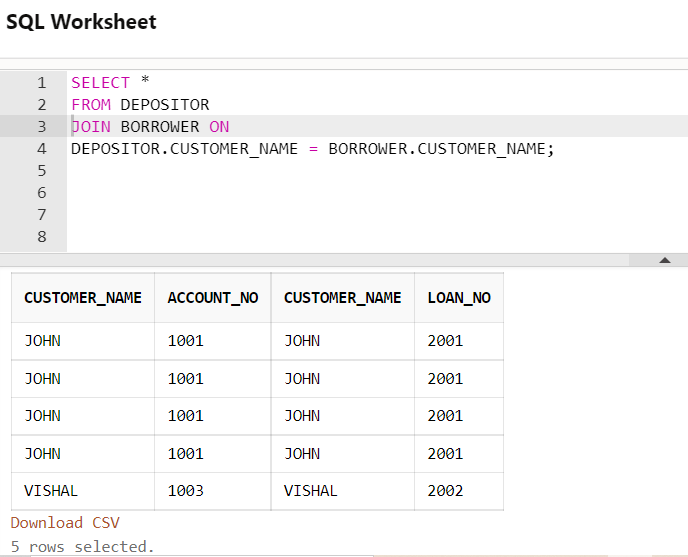 SQL Worksheet
1 SELECT *
2 FROM DEPOSITOR
3 JOIN BORROWER ON
4 DEPOSITOR.CUSTOMER_NAME = BORROWER.CUSTOMER_NAME;
5
6
7
8
CUSTOMER_NAME ACCOUNT_NO CUSTOMER_NAME LOAN_NO
JOHN 1001 JOHN 2001
JOHN 1001 JOHN 2001
JOHN 1001 JOHN 2001
JOHN 1001 JOHN 2001
VISHAL 1003 VISHAL 2002
Download CSV
5 rows selected.